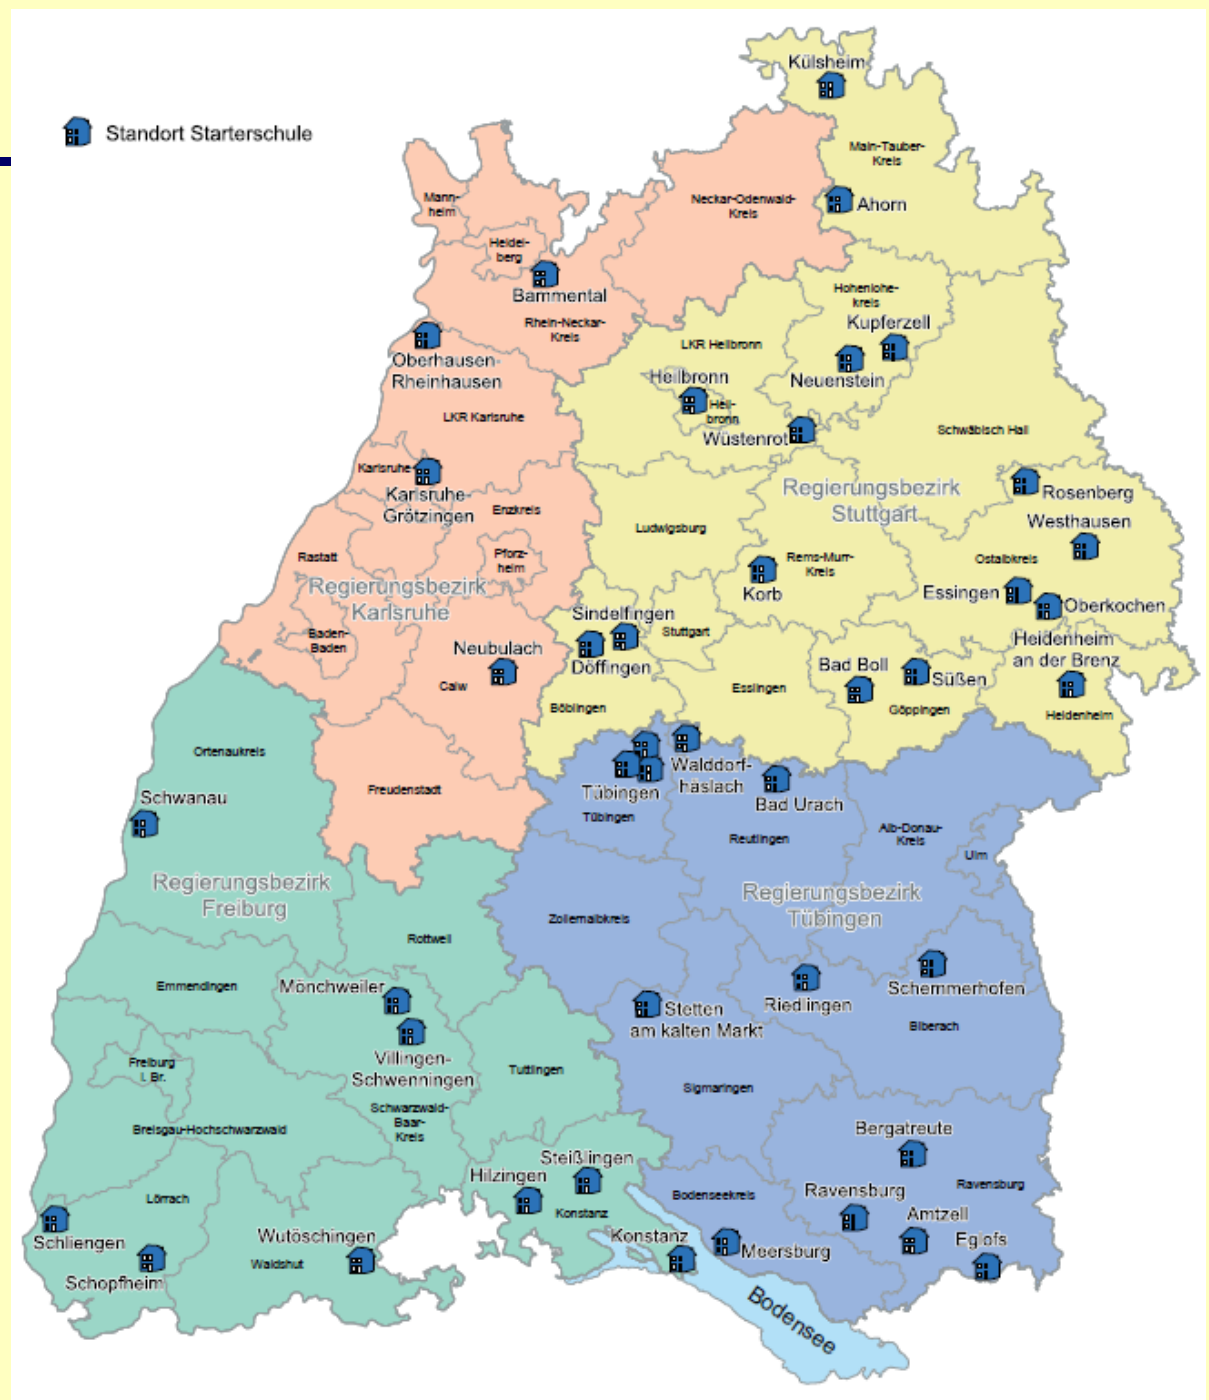 Standort Starterschule
Külsheim
Main-Tauber-
Kreis
Ahorn
Neckar-Odenwald-
Kreis
Mann-
heim
Heidel-
berg
Bammental
Rhein-Neckar-
Kreis
Hohenlohe-
kreis
Kupferzell
Neuenstein
LKR Heilbronn
Heilbronn
Heil-
bronn
Wüstenrot
Oberhausen-
Rheinhausen
LKR Karlsruhe
Schwäbisch Hall
Karlsruhe
Karlsruhe-
Grötzingen
Enzkreis
Regierungsbezirk
Stuttgart
Rosenberg
Westhausen
Ludwigsburg
Rems-Murr-
Kreis
Ostalbkreis
Rastatt
Pforz-
heim
Regierungsbezirk
Karlsruhe
Korb
Essingen
Oberkochen
Sindelfingen
Stuttgart
Döffingen
Heidenheim
an der Brenz
Baden-
Baden
Neubulach
Calw
Bad Boll
Süßen
Esslingen
Göppingen
Heidenheim
Böblingen
Ortenaukreis
Freudenstadt
Schwanau
Walddorf-
häslach
Tübingen
Tübingen
Bad Urach
Reutlingen
Alb-Donau-
Kreis
Ulm
Regierungsbezirk
Freiburg
Regierungsbezirk
Tübingen
Zollernalbkreis
Rottweil
Emmendingen
Mönchweiler
Villingen-
Schwenningen
Stetten
am kalten Markt
Riedlingen
Schemmerhofen
Biberach
Freiburg
i. Br.
Tuttlingen
Sigmaringen
Schwarzwald-
Baar-
Kreis
Breisgau-Hochschwarzwald
Bergatreute
Steißlingen
Hilzingen
Konstanz
Lörrach
Bodenseekreis
Ravensburg
Ravensburg
Amtzell
Eglofs
Schliengen
Schopfheim
Wutöschingen
Waldshut
Konstanz
Meersburg
Bodensee